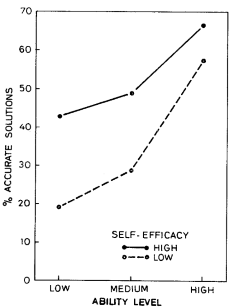 70
60
50
40
30
20
10
0
% ACCURATE SOLUTIONS
SELF-EFFICACY
HIGH
LOW
LOW MEDIUM HIGH
ABILITY LEVEL